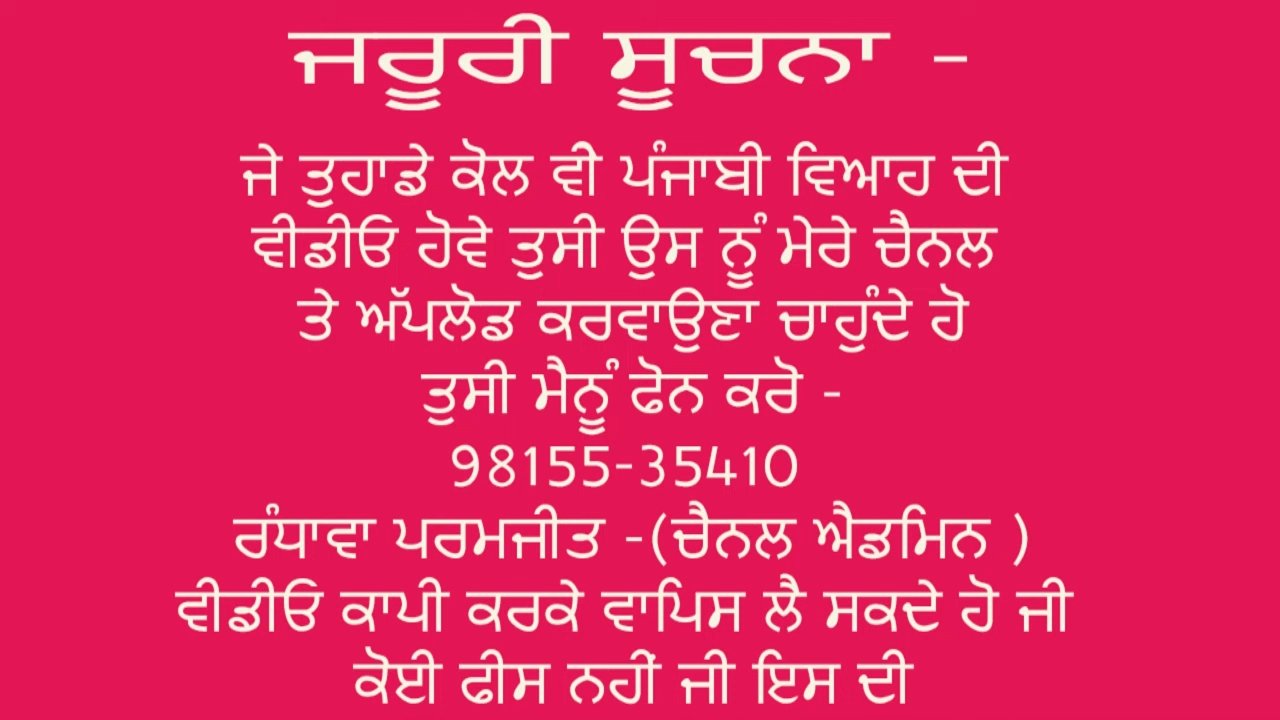 ਜਰੂਰੀ ਸੂਚਨਾ -
ਜੇ ਤੁਹਾਡੇ ਕੋਲ ਵੀ ਪੰਜਾਬੀ ਵਿਆਹ ਦੀ
ਵੀਡੀਓ ਹੋਵੇ ਤੁਸੀ ਉਸ ਨੂੰ ਮੇਰੇ ਚੈਨਲ
ਤੇ ਅੱਪਲੋਡ ਕਰਵਾਉਣਾ ਚਾਹੁੰਦੇ ਹੋ
ਤੁਸੀ ਮੈਨੂੰ ਫੋਨ ਕਰੋ -
98155-35410
ਰੰਧਾਵਾ ਪਰਮਜੀਤ -(ਚੈਨਲ ਐਡਮਿਨ )
ਵੀਡੀਓ ਕਾਪੀ ਕਰਕੇ ਵਾਪਿਸ ਲੈ ਸਕਦੇ ਹੋ ਜੀ
ਕੋਈ ਫੀਸ ਨਹੀਂ ਜੀ ਇਸ ਦੀ